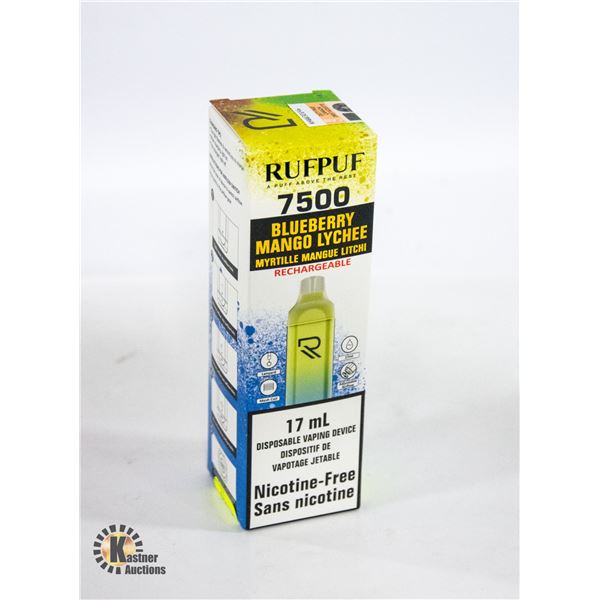 RUFPUF
A PUFF ABOVE THE REST
7500
BLUEBERRY
MANGO LYCHEE
MYRTILLE MANGUE LITCHI
RECHARGEABLE
R
17 mL
DISPOSABLE VAPING DEVICE
DISPOSITIF DE
VAPOTAGE JETABLE
Nicotine-Free
Sans nicotine
Kastner
Auctions